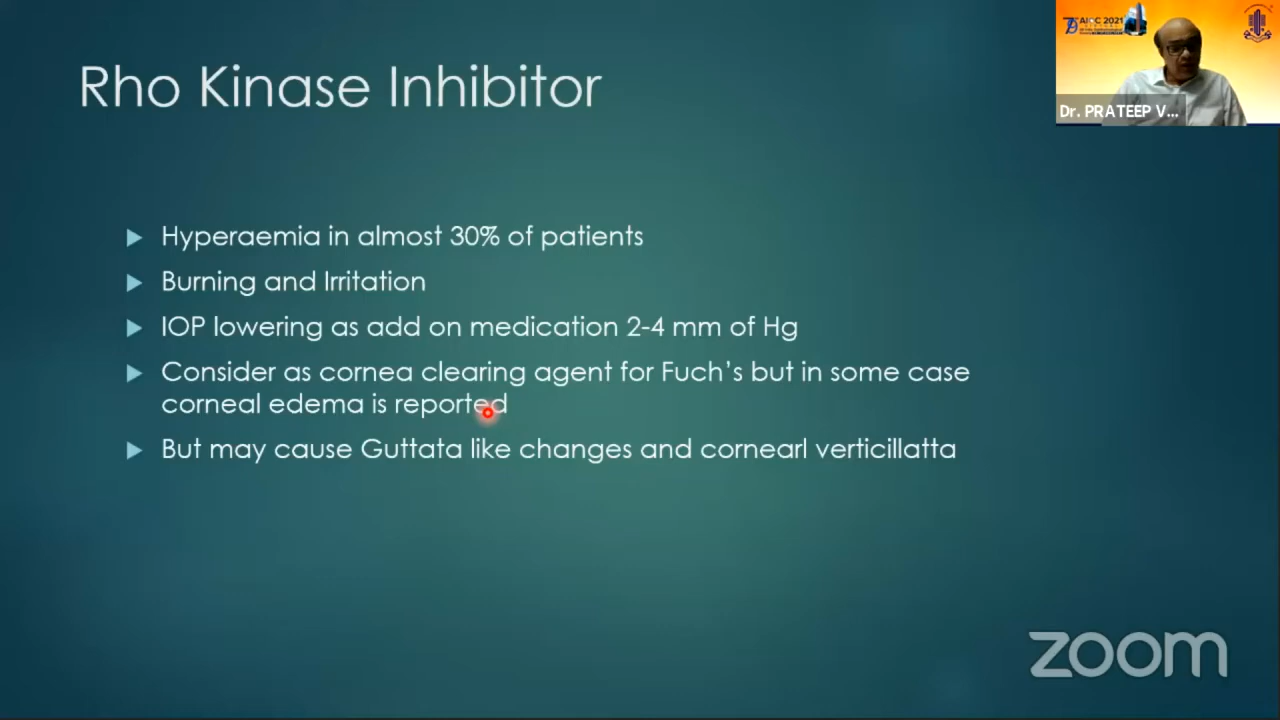 Rho Kinase Inhibitor
AIOC 2021
Dr. PRATEEP V...
Hyperaemia in almost 30% of patients
Burning and Irritation
IOP lowering as add on medication 2-4 mm of Hg
Consider as cornea clearing agent for Fuch's but in some case
corneal edema is reported
But may cause Guttata like changes and cornearl verticillatta
zoom